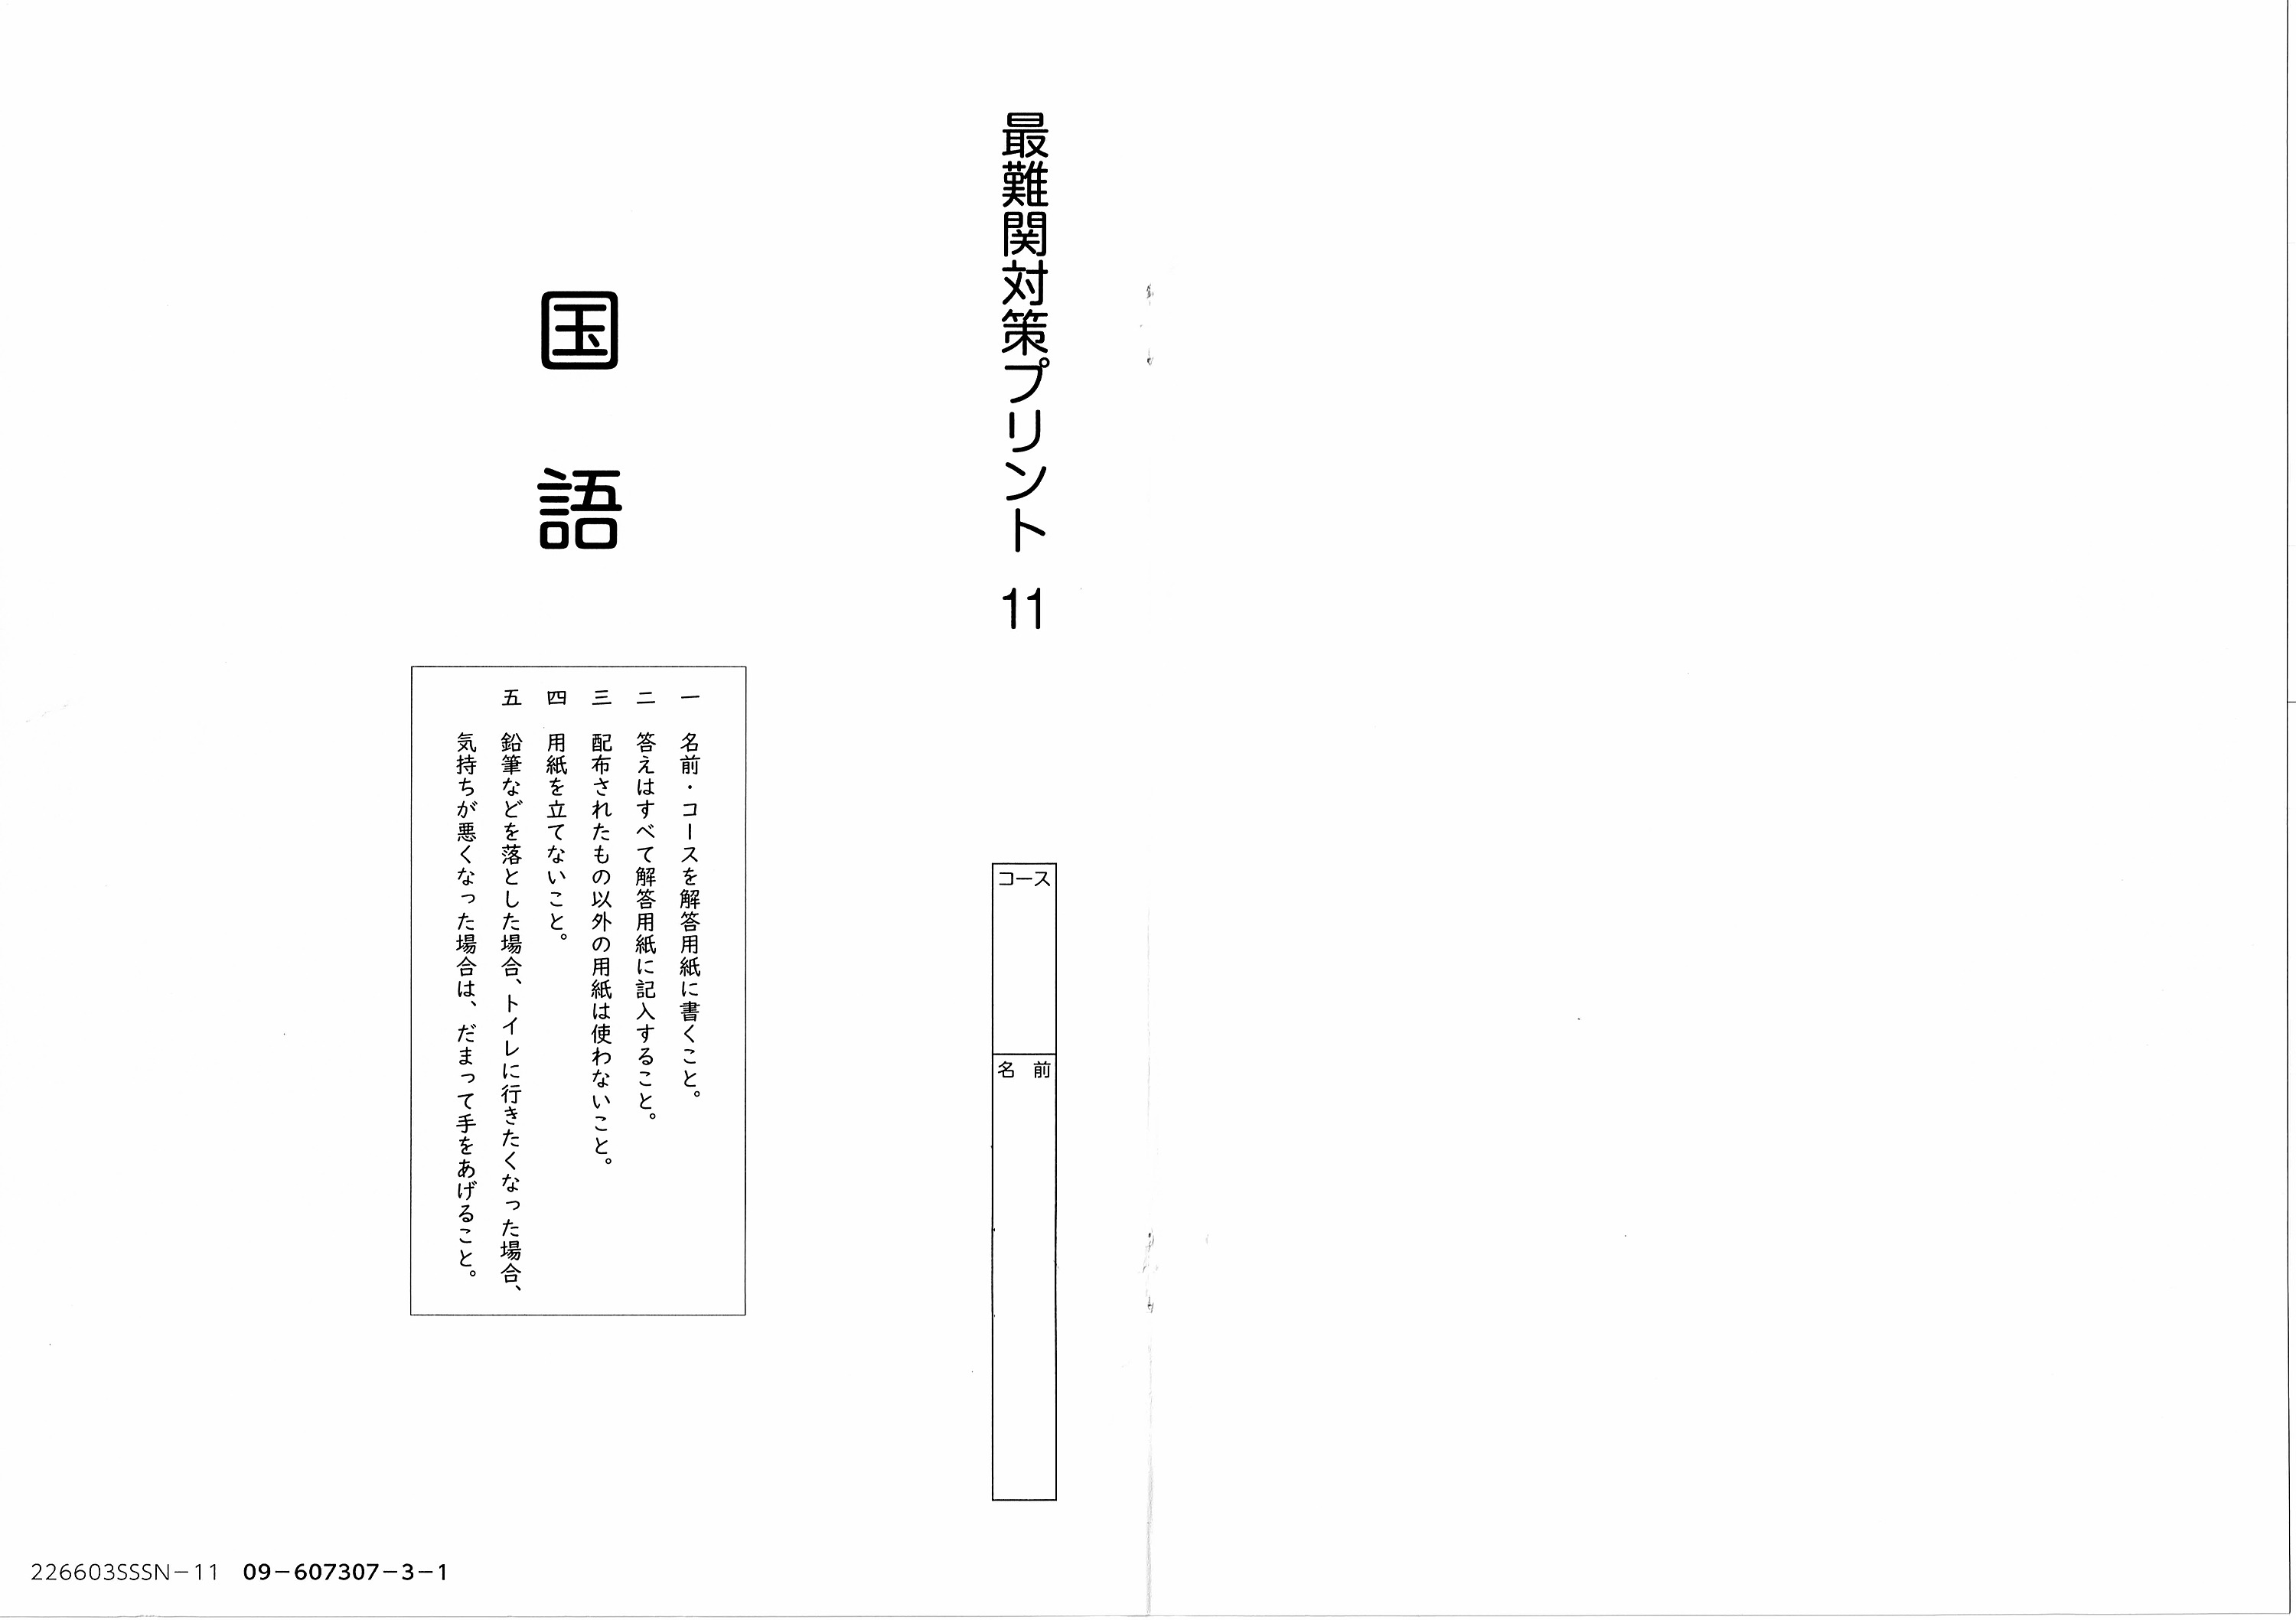 最難関対策プリント 11
コース
名 前
国語
一 名前・コースを解答用紙に書くこと。
二 答えはすべて解答用紙に記入すること。
三 配布されたもの以外の用紙は使わないこと。
四 用紙を立てないこと。
五 鉛筆などを落とした場合、トイレに行きたくなった場合、
気持ちが悪くなった場合は、だまって手をあげること。
226603SSSN-11 09-607307-3-1